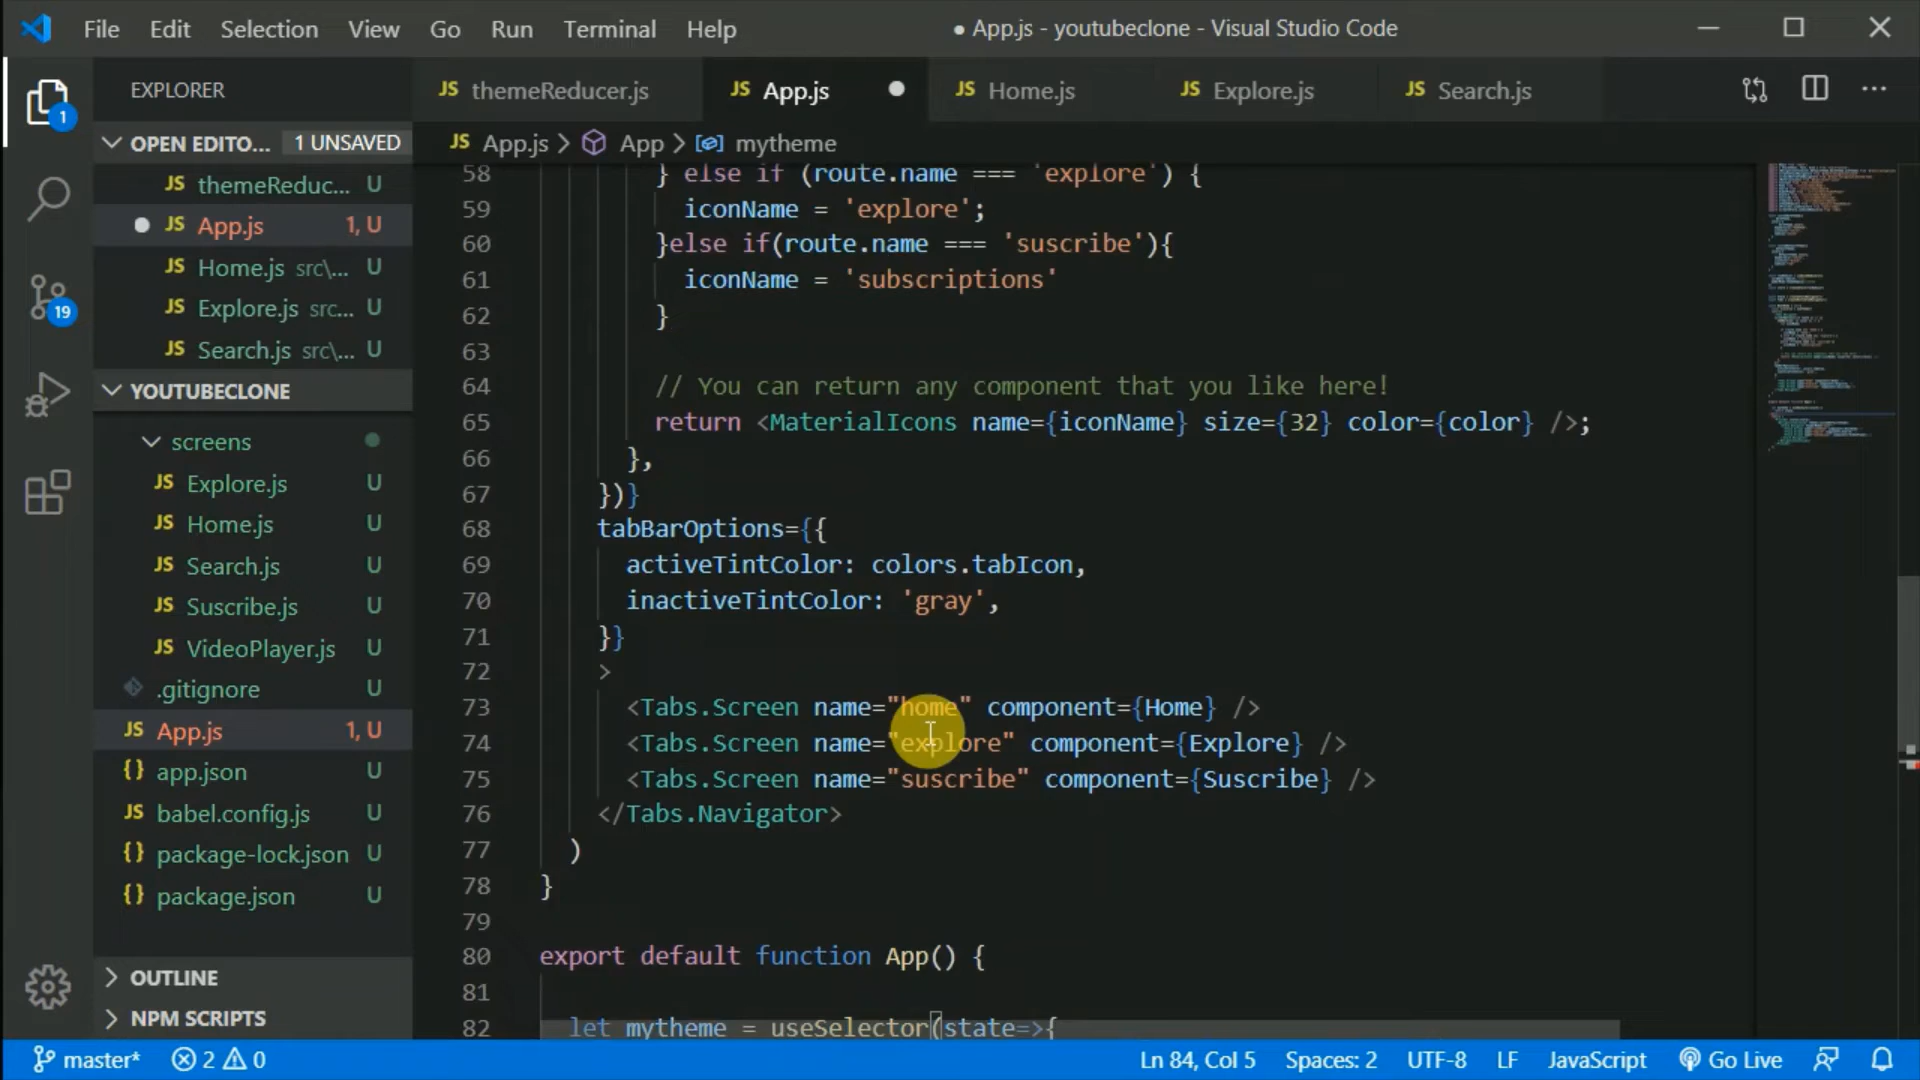 File Edit Selection View Go Run Terminal Help
● App.js - youtubeclone - Visual Studio Code
EXPLORER
JS themeReducer.js
JS App.js
JS Home.js
JS Explore.js
JS Search.js
JS App.js > App > mytheme
OPEN EDITO... 1 UNSAVED
JS themeReduc... U
JS App.js 1, U
JS Home.js src\... U
JS Explore.js src... U
JS Search.js src\... U
YOUTUBECLONE
screens
JS Explore.js U
JS Home.js U
JS Search.js U
JS Suscribe.js U
JS VideoPlayer.js U
.gitignore U
JS App.js 1, U
{} app.json U
JS babel.config.js U
{} package-lock.json U
{} package.json U
OUTLINE
NPM SCRIPTS
1
19
58 } else if (route.name === 'explore') {
59 iconName = 'explore';
60 }else if(route.name === 'suscribe'){
61 iconName = 'subscriptions'
62 }
63
64 // You can return any component that you like here!
65 return <MaterialIcons name={iconName} size={32} color={color} />;
66 },
67 })}
68 tabBarOptions={{
69 activeTintColor: colors.tabIcon,
70 inactiveTintColor: 'gray',
71 }}
72 >
73 <Tabs.Screen name="home" component={Home} />
74 <Tabs.Screen name="explore" component={Explore} />
75 <Tabs.Screen name="suscribe" component={Suscribe} />
76 </Tabs.Navigator>
77 )
78 }
79
80 export default function App() {
81
82 let mytheme = useSelector(state=>{
master* 2 0 Ln 84, Col 5 Spaces: 2 UTF-8 LF JavaScript Go Live